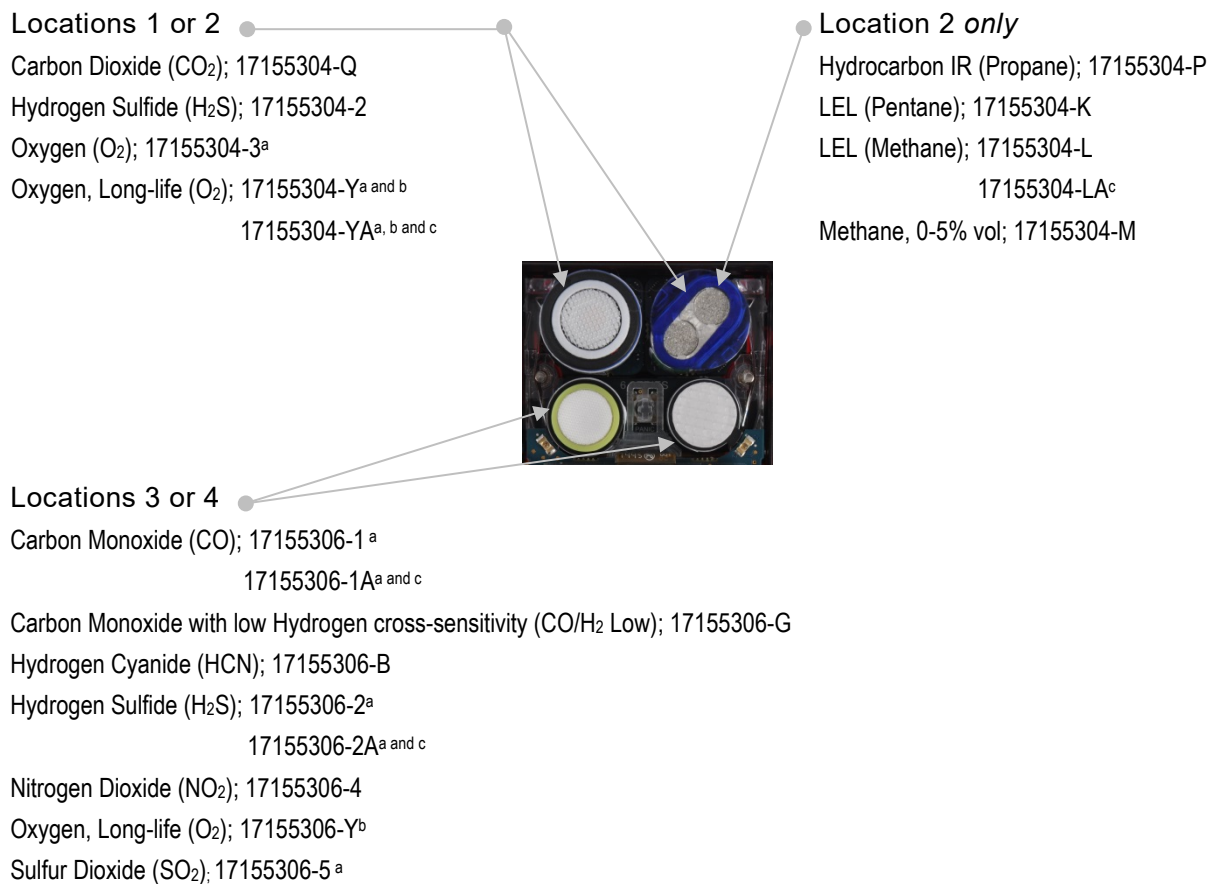 Locations 1 or 2
Carbon Dioxide (CO₂); 17155304-Q
Hydrogen Sulfide (H₂S); 17155304-2
Oxygen (O₂); 17155304-3ᵃ
Oxygen, Long-life (O₂); 17155304-Yᵃ ᵃⁿᵈ ᵇ
17155304-YAᵃ, ᵇ ᵃⁿᵈ ᶜ
Location 2 only
Hydrocarbon IR (Propane); 17155304-P
LEL (Pentane); 17155304-K
LEL (Methane); 17155304-L
17155304-LAᶜ
Methane, 0-5% vol; 17155304-M
Locations 3 or 4
Carbon Monoxide (CO); 17155306-1 ᵃ
17155306-1Aᵃ ᵃⁿᵈ ᶜ
Carbon Monoxide with low Hydrogen cross-sensitivity (CO/H₂ Low); 17155306-G
Hydrogen Cyanide (HCN); 17155306-B
Hydrogen Sulfide (H₂S); 17155306-2ᵃ
17155306-2Aᵃ ᵃⁿᵈ ᶜ
Nitrogen Dioxide (NO₂); 17155306-4
Oxygen, Long-life (O₂); 17155306-Yᵇ
Sulfur Dioxide (SO₂); 17155306-5 ᵃ